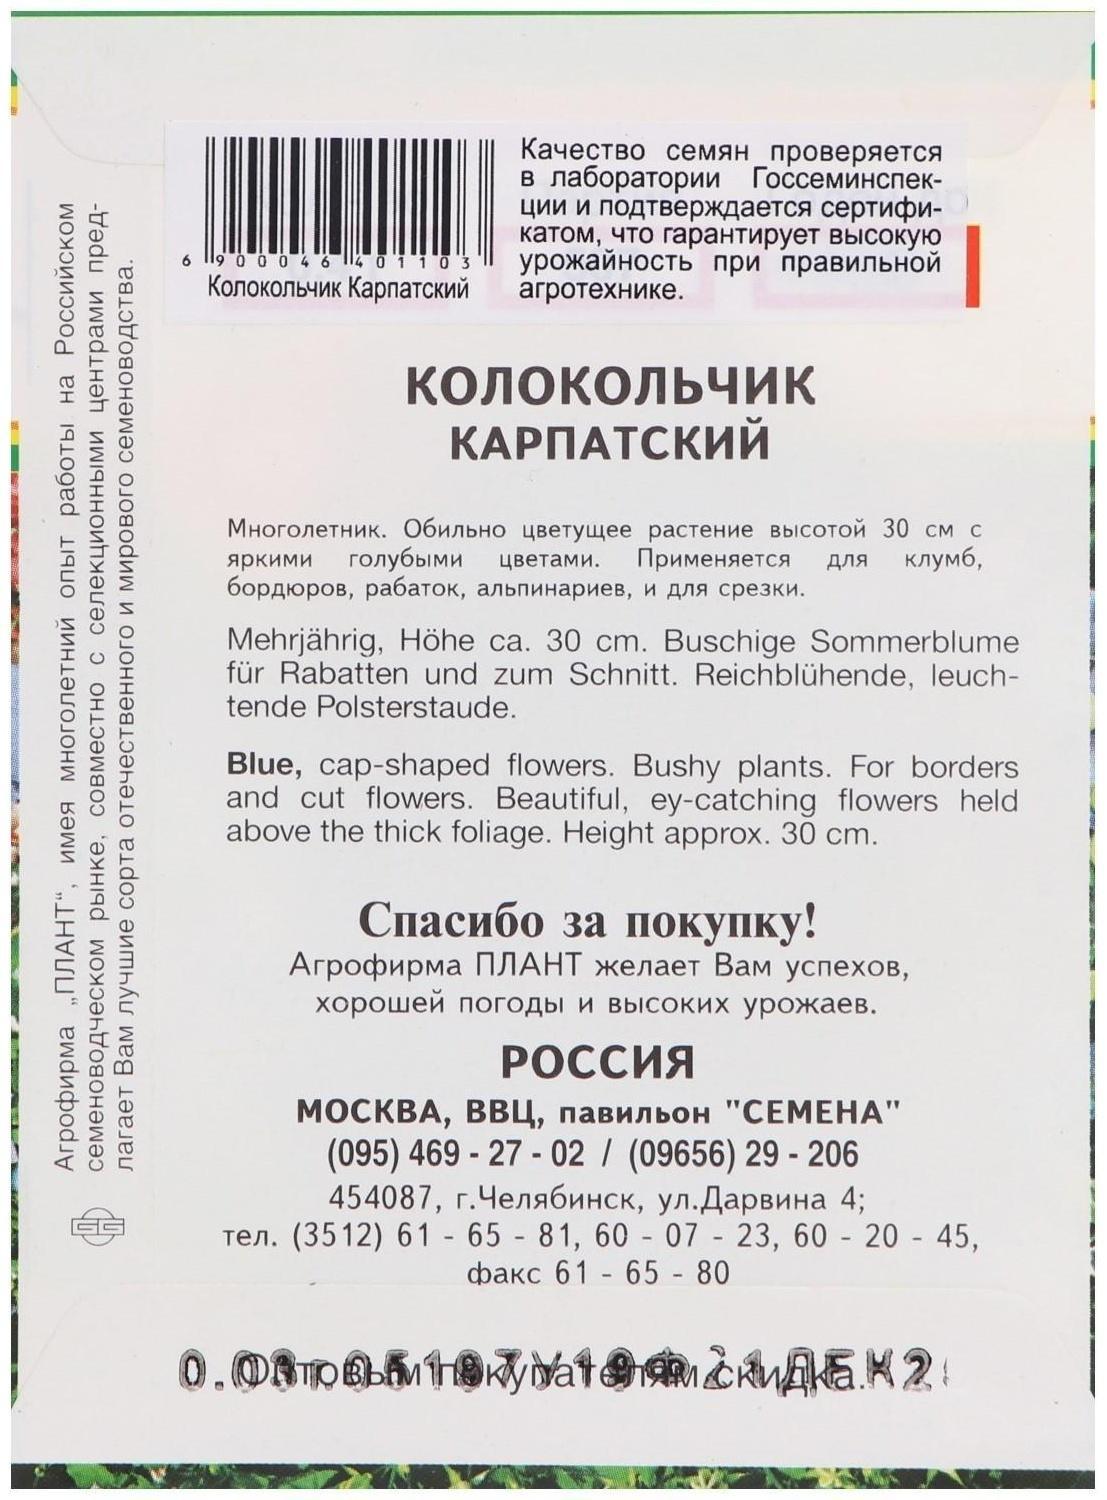 6 900046 401103
Колокольчик Карпатский
Качество семян проверяется
в лаборатории Госсеминспек-
ции и подтверждается сертифи-
катом, что гарантирует высокую
урожайность при правильной
агротехнике.
Агрофирма „ПЛАНТ“, имея многолетний опыт работы на Российском
семеноводческом рынке, совместно с селекционными центрами пред-
лагает Вам лучшие сорта отечественного и мирового семеноводства.
КОЛОКОЛЬЧИК
КАРПАТСКИЙ
Многолетник. Обильно цветущее растение высотой 30 см с
яркими голубыми цветами. Применяется для клумб,
бордюров, рабаток, альпинариев, и для срезки.
Mehrjährig, Höhe ca. 30 cm. Buschige Sommerblume
für Rabatten und zum Schnitt. Reichblühende, leuch-
tende Polsterstaude.
Blue, cap-shaped flowers. Bushy plants. For borders
and cut flowers. Beautiful, ey-catching flowers held
above the thick foliage. Height approx. 30 cm.
Спасибо за покупку!
Агрофирма ПЛАНТ желает Вам успехов,
хорошей погоды и высоких урожаев.
РОССИЯ
МОСКВА, ВВЦ, павильон "СЕМЕНА"
(095) 469 - 27 - 02 / (09656) 29 - 206
454087, г.Челябинск, ул.Дарвина 4;
тел. (3512) 61 - 65 - 81, 60 - 07 - 23, 60 - 20 - 45,
факс 61 - 65 - 80
Оптовым покупателям скидка.